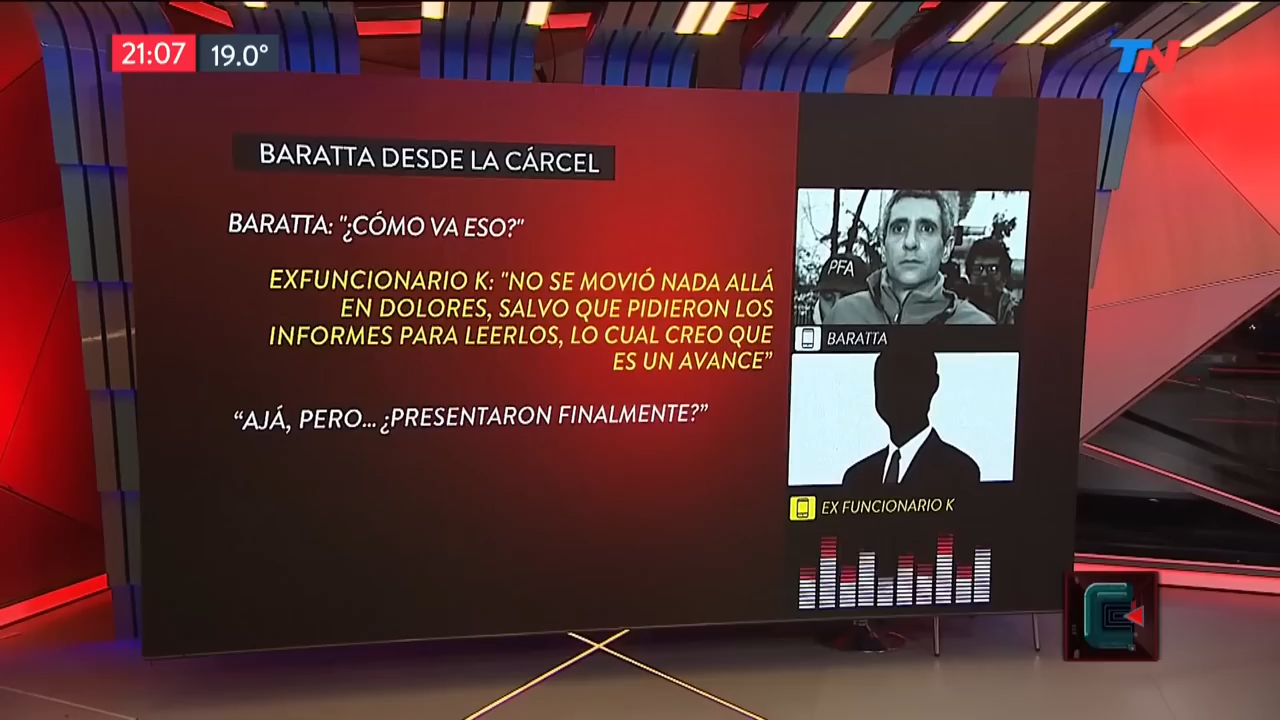 21:07 19.0°
TN
BARATTA DESDE LA CÁRCEL
BARATTA: "¿CÓMO VA ESO?"
EXFUNCIONARIO K: "NO SE MOVIÓ NADA ALLÁ
EN DOLORES, SALVO QUE PIDIERON LOS
INFORMES PARA LEERLOS, LO CUAL CREO QUE
ES UN AVANCE”
“AJÁ, PERO... ¿PRESENTARON FINALMENTE?”
PFA
BARATTA
EX FUNCIONARIO K